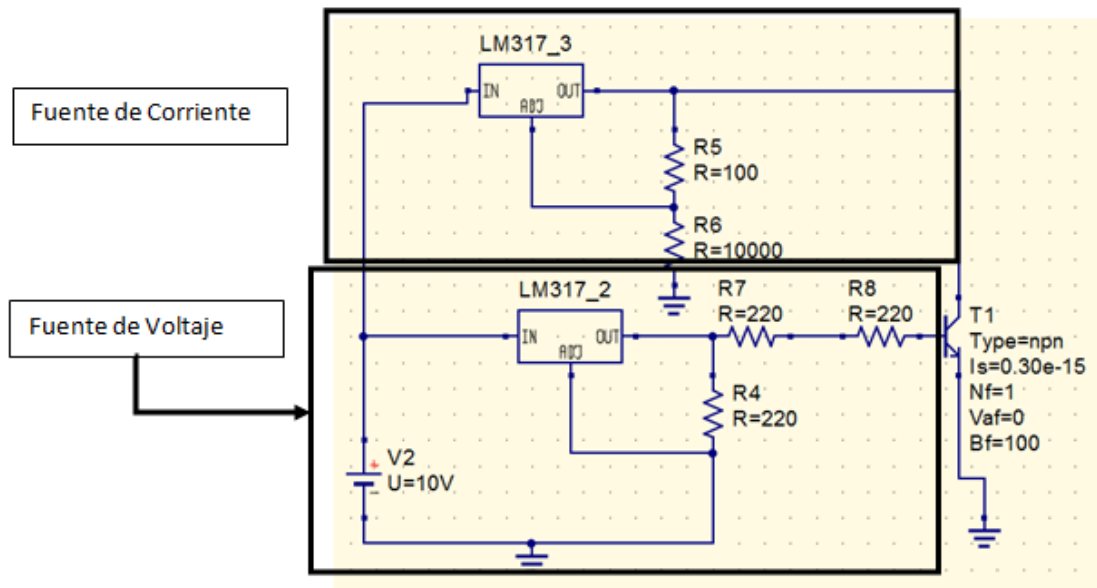 LM317_3
Fuente de Corriente
IN
OUT
ADJ
R5
R=100
R6
R=10000
LM317_2
R7
R=220
R8
R=220
Fuente de Voltaje
IN
OUT
ADJ
T1
Type=npn
Is=0.30e-15
Nf=1
Vaf=0
Bf=100
R4
R=220
V2
U=10V